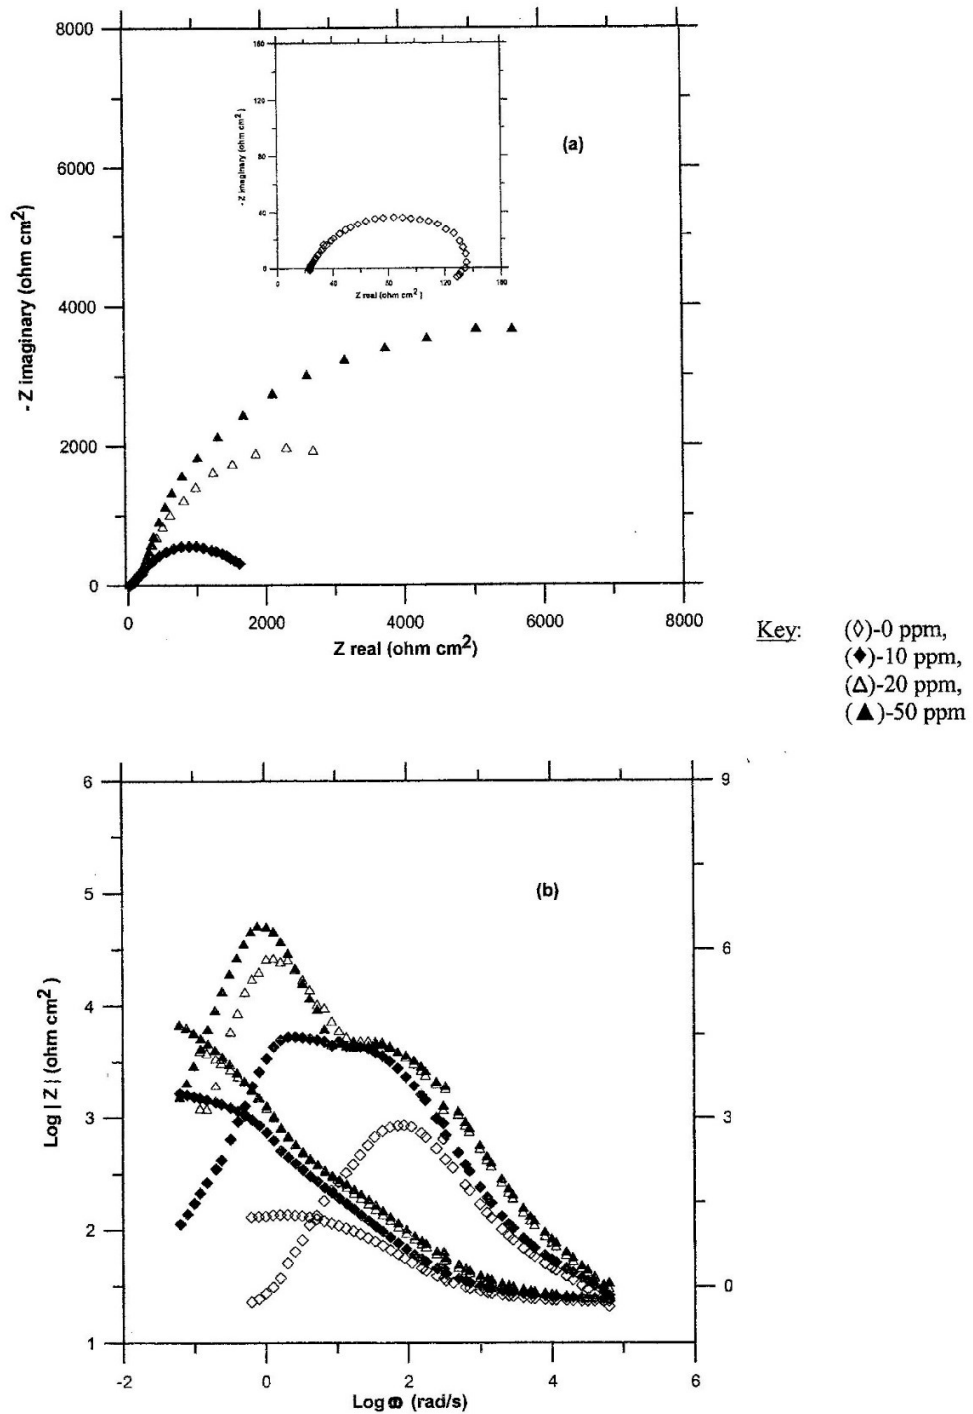 8000
6000
4000
2000
0
- Z imaginary (ohm cm2)
160
120
80
40
0
- Z imaginary (ohm cm2)
0 40 80 120 160
Z real (ohm cm2)
(a)
0 2000 4000 6000 8000
Z real (ohm cm2)
Key: (◊)-0 ppm,
(♦)-10 ppm,
(Δ)-20 ppm,
(▲)-50 ppm
6
5
4
3
2
1
Log | Z | (ohm cm2)
(b)
9
6
3
0
-2 0 2 4 6
Log ω (rad/s)